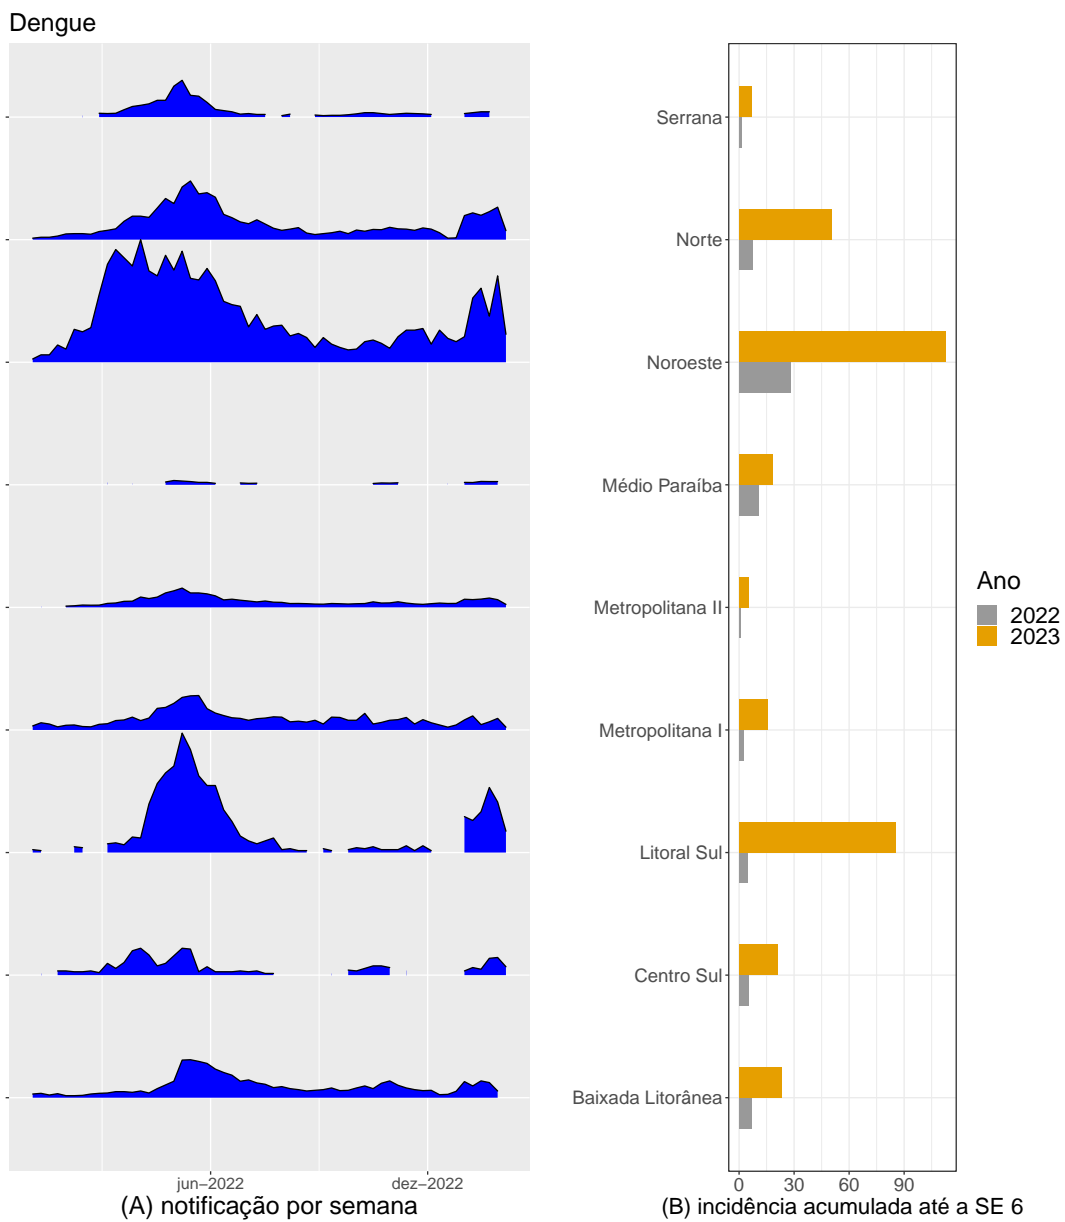 Dengue
Serrana
Norte
Noroeste
Médio Paraíba
Metropolitana II
Metropolitana I
Litoral Sul
Centro Sul
Baixada Litorânea
Ano
2022
2023
jun−2022
dez−2022
0
30
60
90
(A) notificação por semana
(B) incidência acumulada até a SE 6